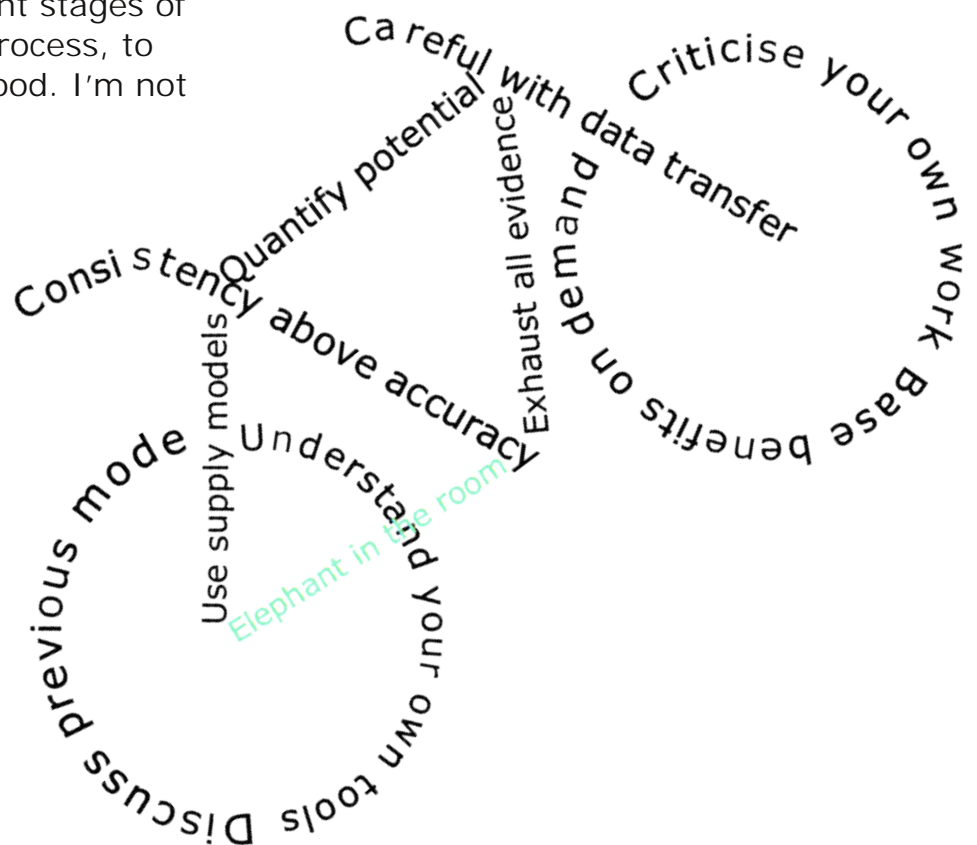 nt stages of
rocess, to
ood. I'm not
Careful with data transfer
Criticise your own work Base benefits on demand
Quantify potential
Exhaust all evidence
Consistency above accuracy
Use supply models
Elephant in the room
Understand your own tools Discuss previous mode